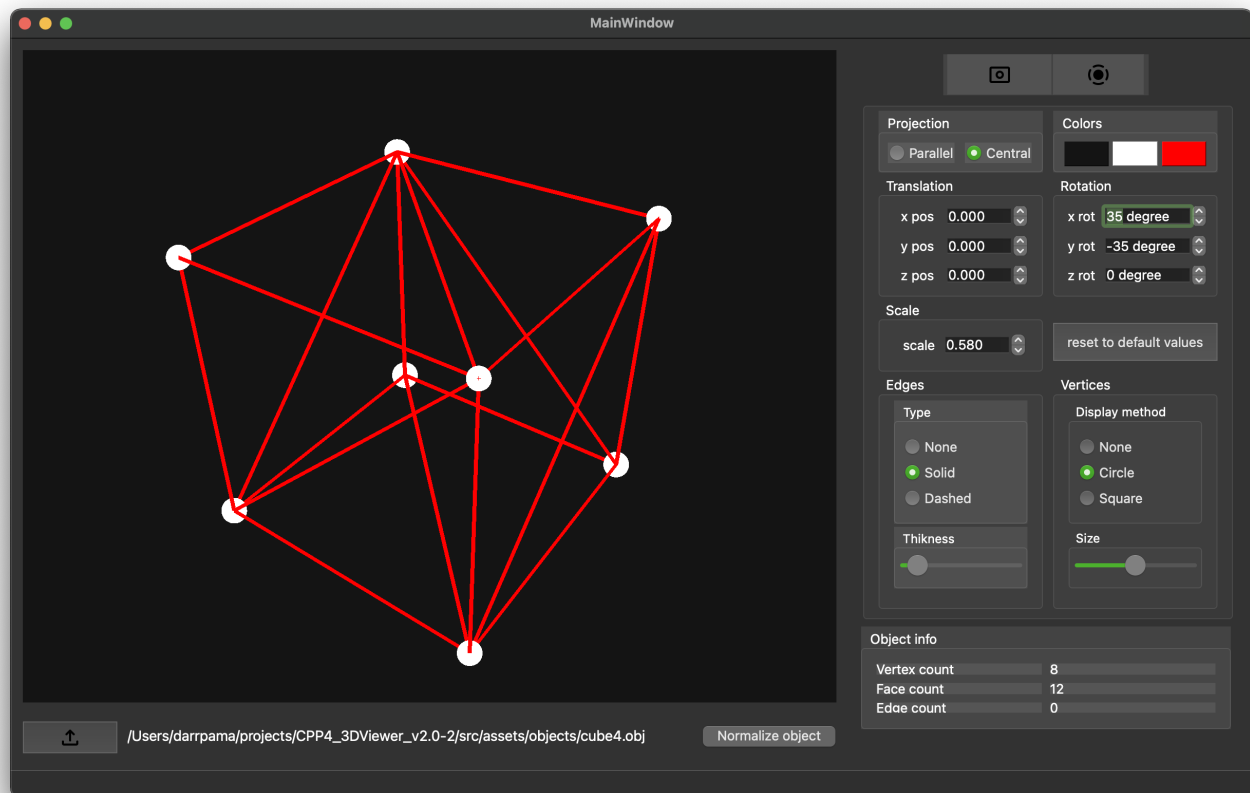 MainWindow
Projection
Colors
Parallel Central
Translation
Rotation
x pos 0.000
x rot 35 degree
y pos 0.000
y rot -35 degree
z pos 0.000
z rot 0 degree
Scale
scale 0.580
reset to default values
Edges
Vertices
Type
Display method
None
None
Solid
Circle
Dashed
Square
Thikness
Size
Object info
Vertex count 8
Face count 12
Edge count 0
/Users/darrpama/projects/CPP4_3DViewer_v2.0-2/src/assets/objects/cube4.obj
Normalize object